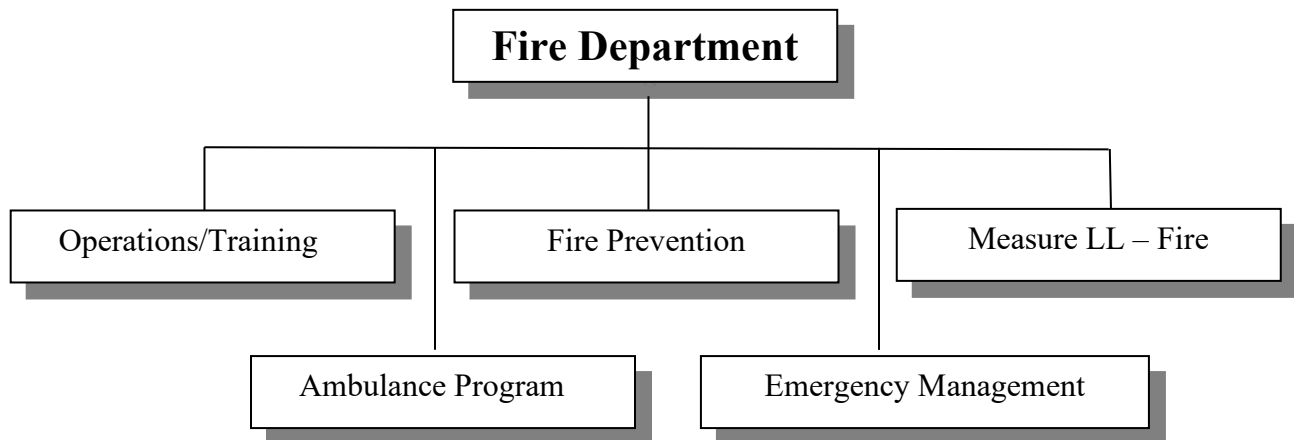 Fire Department
Operations/Training
Fire Prevention
Measure LL – Fire
Ambulance Program
Emergency Management